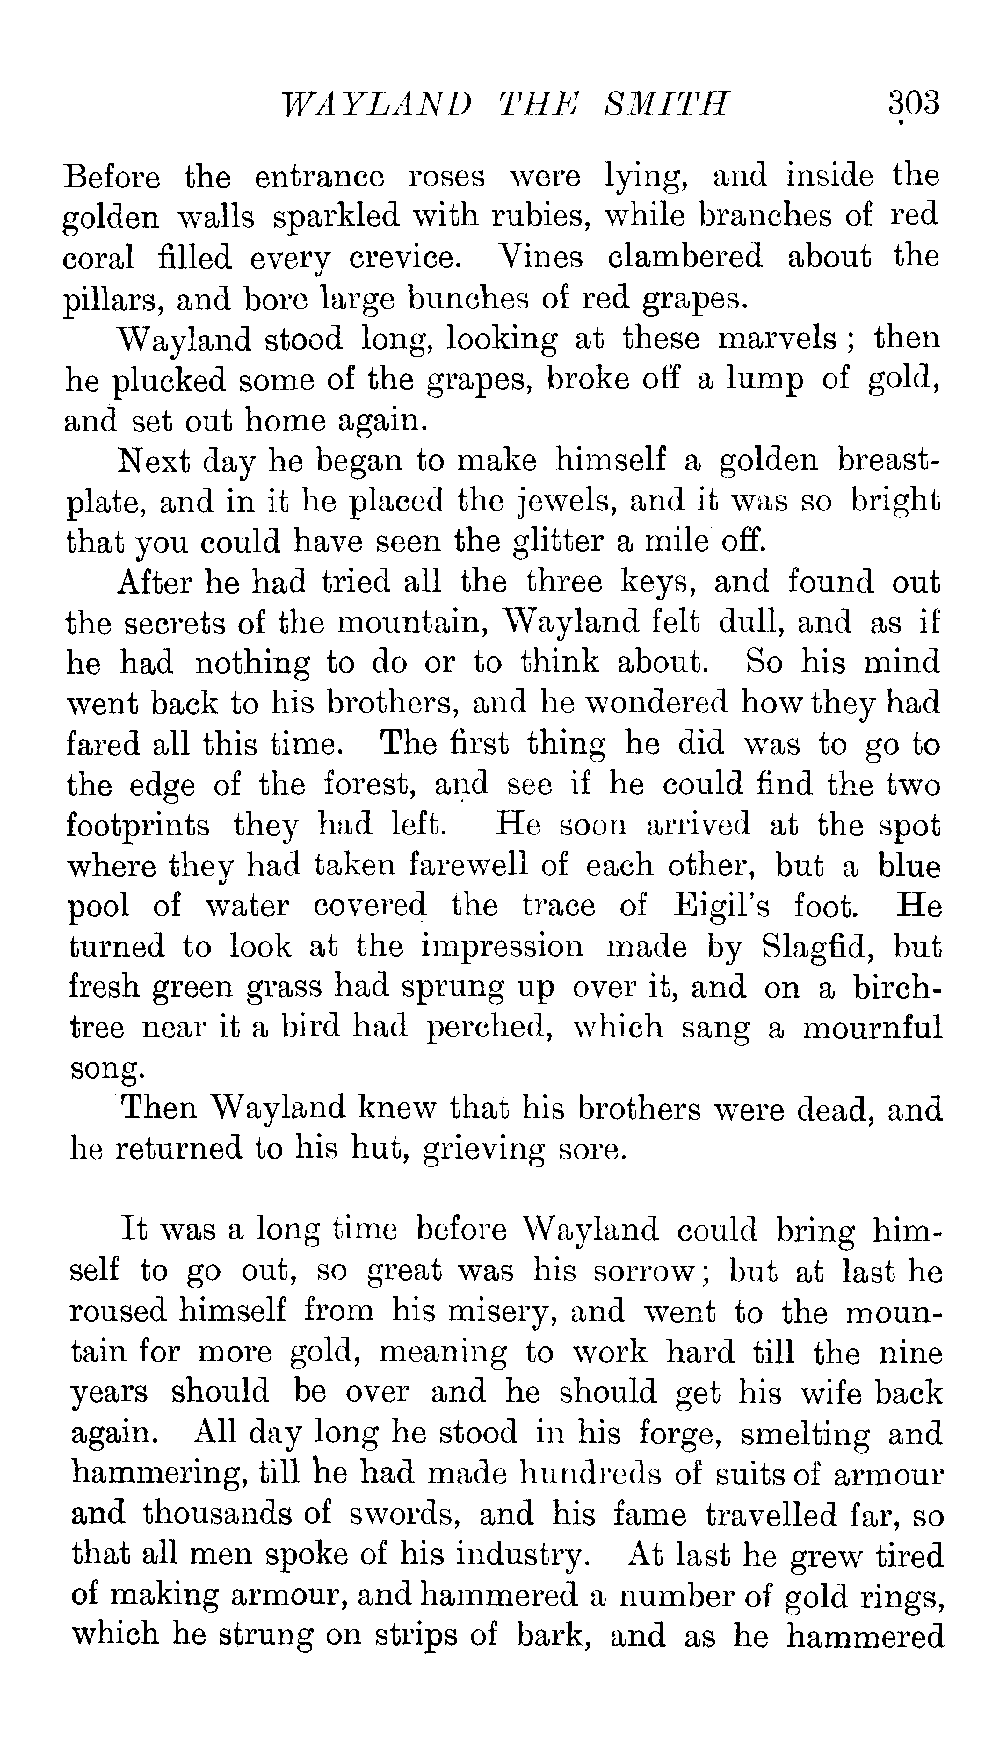 WAYLAND THE SMITH 303
Before the entrance roses were lying, and inside the
golden walls sparkled with rubies, while branches of red
coral filled every crevice. Vines clambered about the
pillars, and bore large bunches of red grapes.
Wayland stood long, looking at these marvels ; then
he plucked some of the grapes, broke off a lump of gold,
and set out home again.
Next day he began to make himself a golden breast-
plate, and in it he placed the jewels, and it was so bright
that you could have seen the glitter a mile off.
After he had tried all the three keys, and found out
the secrets of the mountain, Wayland felt dull, and as if
he had nothing to do or to think about. So his mind
went back to his brothers, and he wondered how they had
fared all this time. The first thing he did was to go to
the edge of the forest, and see if he could find the two
footprints they had left. He soon arrived at the spot
where they had taken farewell of each other, but a blue
pool of water covered the trace of Eigil's foot. He
turned to look at the impression made by Slagfid, but
fresh green grass had sprung up over it, and on a birch-
tree near it a bird had perched, which sang a mournful
song.
Then Wayland knew that his brothers were dead, and
he returned to his hut, grieving sore.
It was a long time before Wayland could bring him-
self to go out, so great was his sorrow; but at last he
roused himself from his misery, and went to the moun-
tain for more gold, meaning to work hard till the nine
years should be over and he should get his wife back
again. All day long he stood in his forge, smelting and
hammering, till he had made hundreds of suits of armour
and thousands of swords, and his fame travelled far, so
that all men spoke of his industry. At last he grew tired
of making armour, and hammered a number of gold rings,
which he strung on strips of bark, and as he hammered